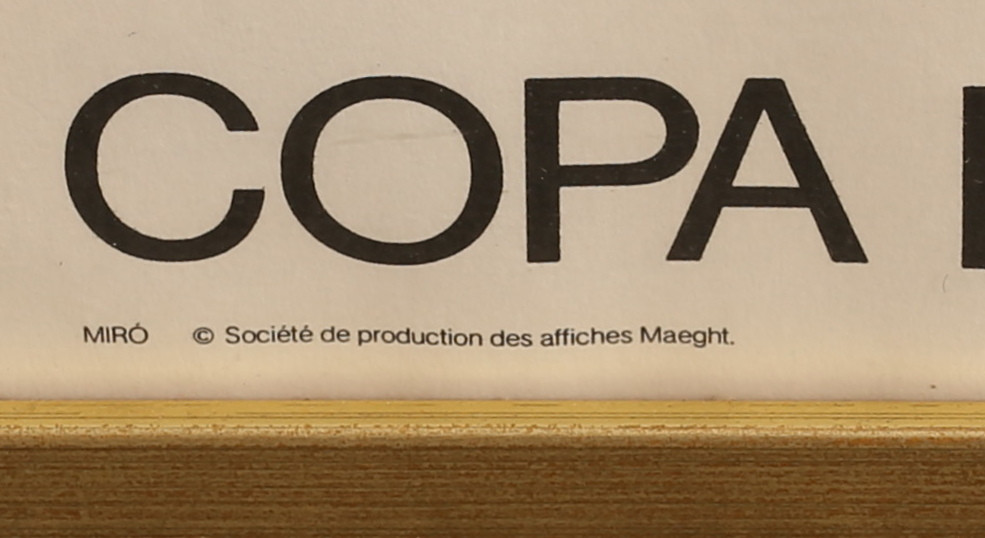 COPA
MIRÓ © Société de production des affiches Maeght.